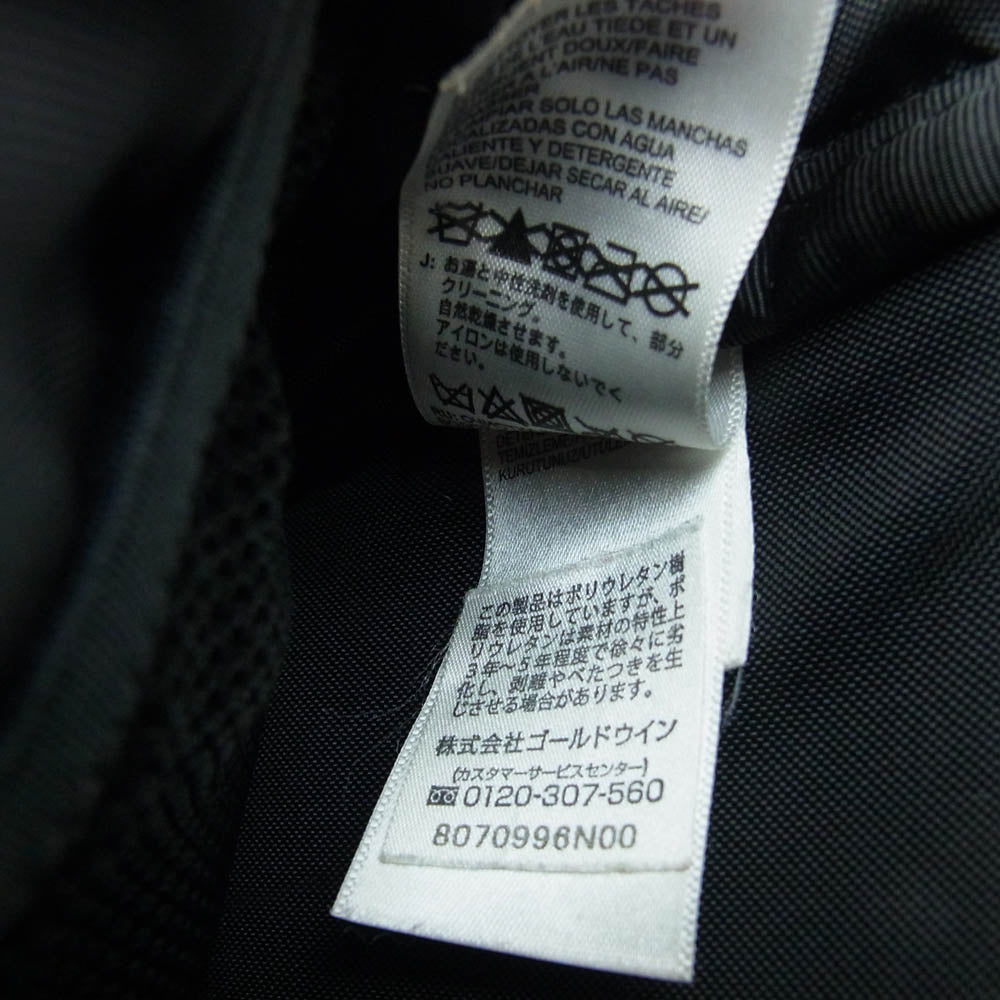 LES TÂCHES
L'EAU TIEDE ET UN
DOUX/FAIRE
A L'AIR/NE PAS
SOLO LAS MANCHAS
CON AGUA
CALIENTE Y DETERGENTE
SUAVE/DEJAR SECAR AL AIRE/
NO PLANCHAR
J: お湯と中性洗剤を使用して、部分
クリーニング。
自然乾燥させます。
アイロンは使用しないでく
ださい。
KURUTUNUZ/
この製品はポリウレタン樹
脂を使用していますが、ポ
リウレタンは素材の特性上
3年～5年程度で徐々に劣
化し、剥離やべたつきを生
じさせる場合があります。
株式会社ゴールドウイン
(カスタマーサービスセンター)
0120-307-560
8070996N00